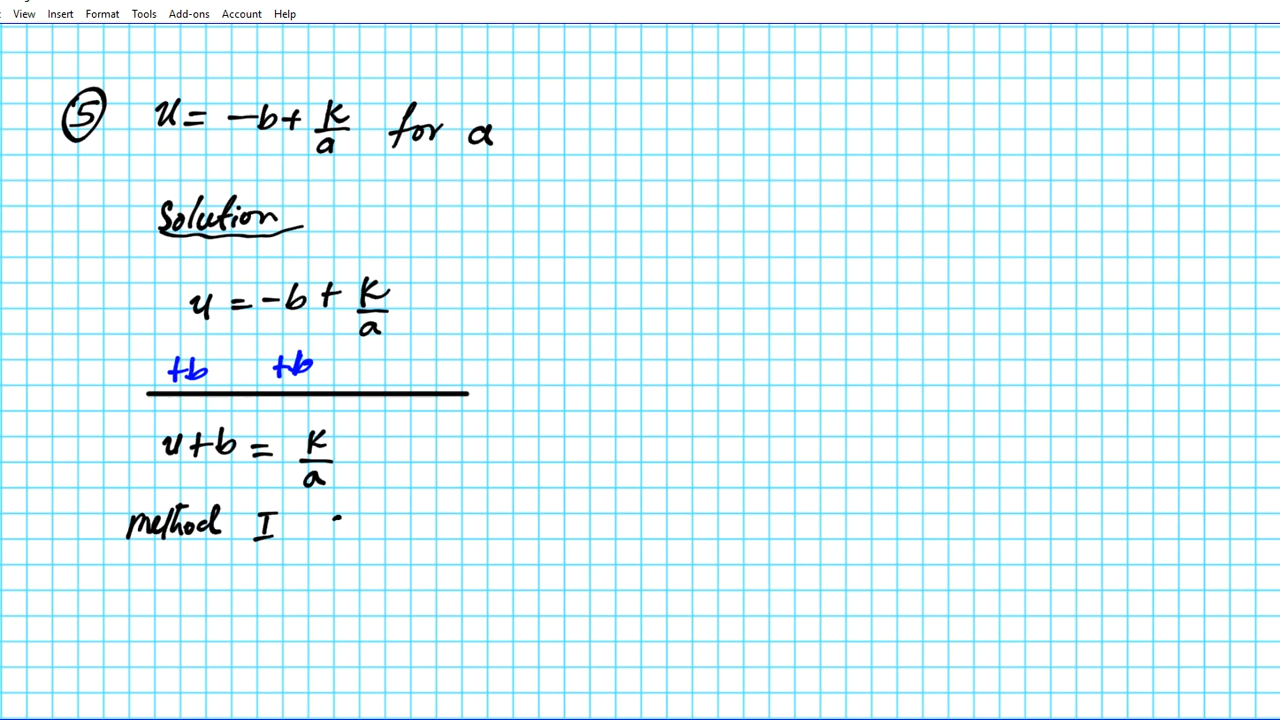 View Insert Format Tools Add-ons Account Help
5 u = -b + k/a for a
Solution
u = -b + k/a
+b +b
u + b = k/a
method I